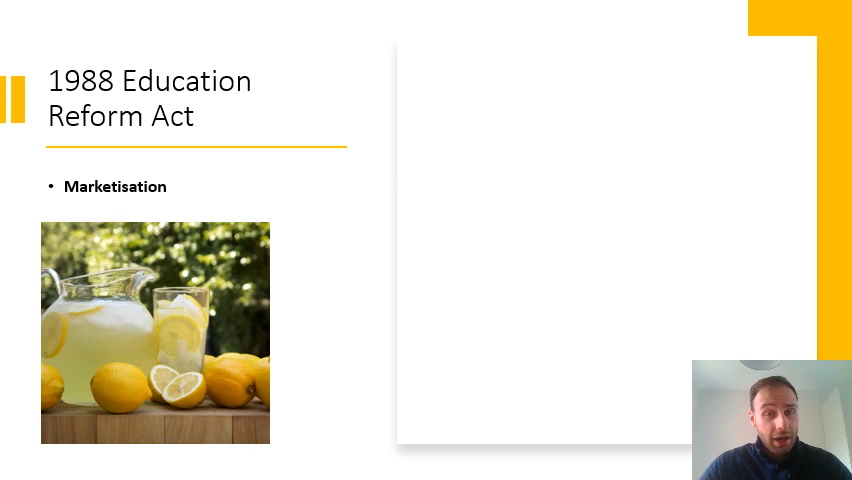 1988 Education
Reform Act
• Marketisation